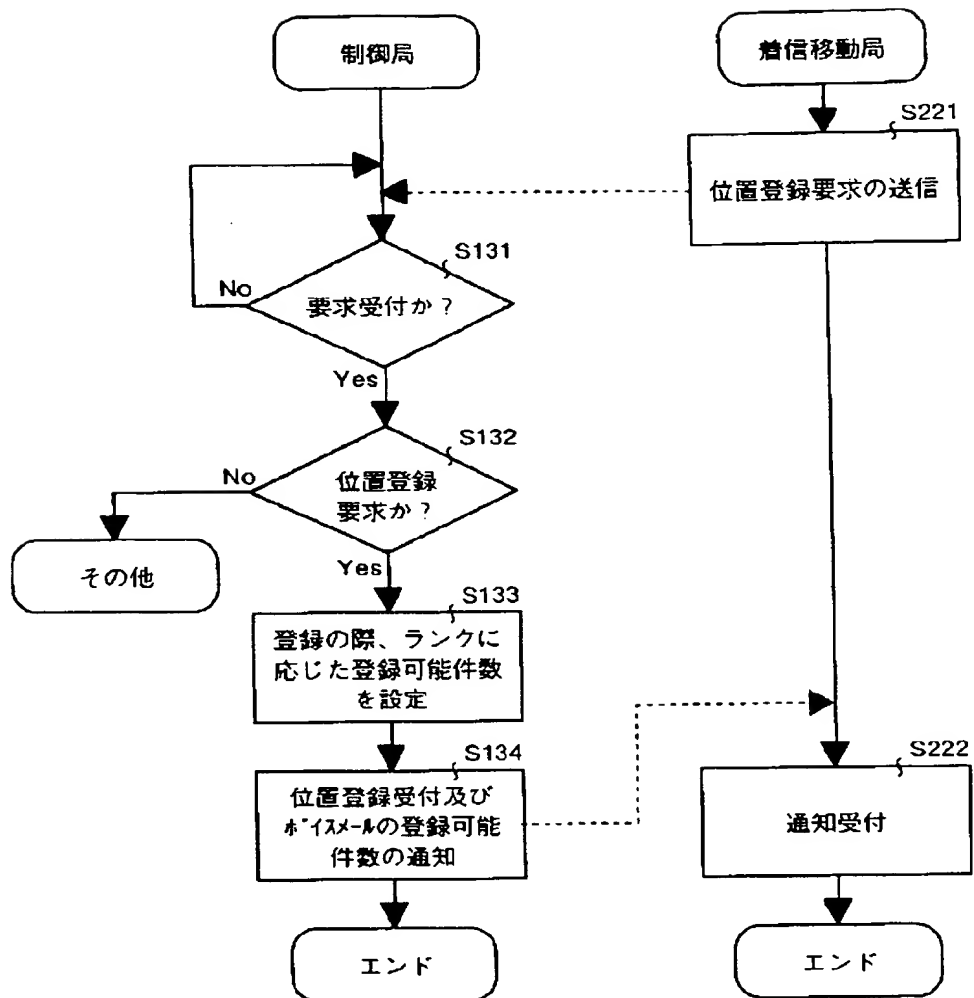 制御局
着信移動局
S221
位置登録要求の送信
S131
No
要求受付か？
Yes
S132
No
位置登録
要求か？
その他
Yes
S133
登録の際、ランクに
応じた登録可能件数
を設定
S134
位置登録受付及び
ﾎﾞｲｽﾒｰﾙの登録可能
件数の通知
S222
通知受付
エンド
エンド